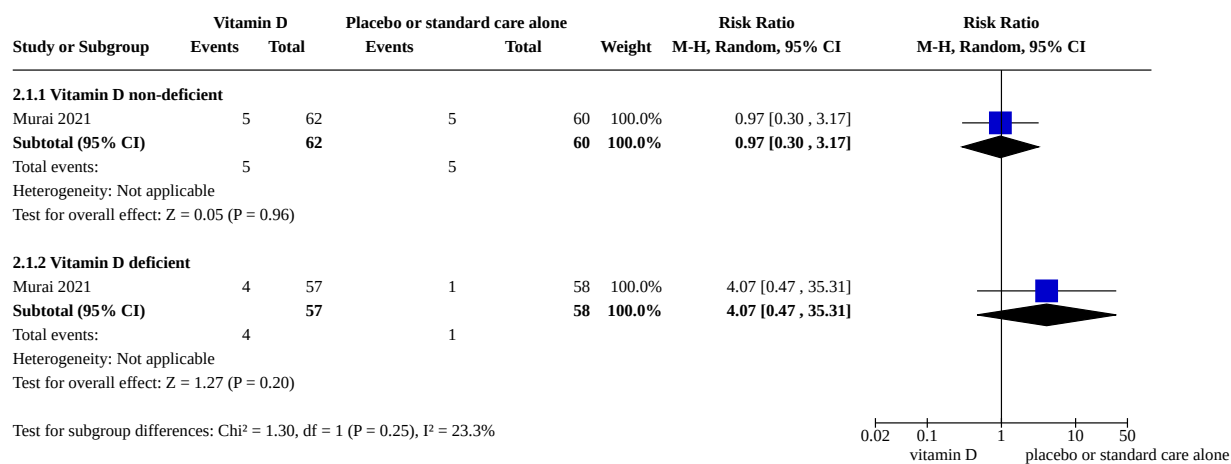 Vitamin D Placebo or standard care alone Risk Ratio Risk Ratio
Study or Subgroup Events Total Events Total Weight M-H, Random, 95% CI M-H, Random, 95% CI
2.1.1 Vitamin D non-deficient
Murai 2021 5 62 5 60 100.0% 0.97 [0.30 , 3.17]
Subtotal (95% CI) 62 60 100.0% 0.97 [0.30 , 3.17]
Total events: 5 5
Heterogeneity: Not applicable
Test for overall effect: Z = 0.05 (P = 0.96)
2.1.2 Vitamin D deficient
Murai 2021 4 57 1 58 100.0% 4.07 [0.47 , 35.31]
Subtotal (95% CI) 57 58 100.0% 4.07 [0.47 , 35.31]
Total events: 4 1
Heterogeneity: Not applicable
Test for overall effect: Z = 1.27 (P = 0.20)
Test for subgroup differences: Chi² = 1.30, df = 1 (P = 0.25), I² = 23.3%
0.02 0.1 1 10 50
vitamin D placebo or standard care alone